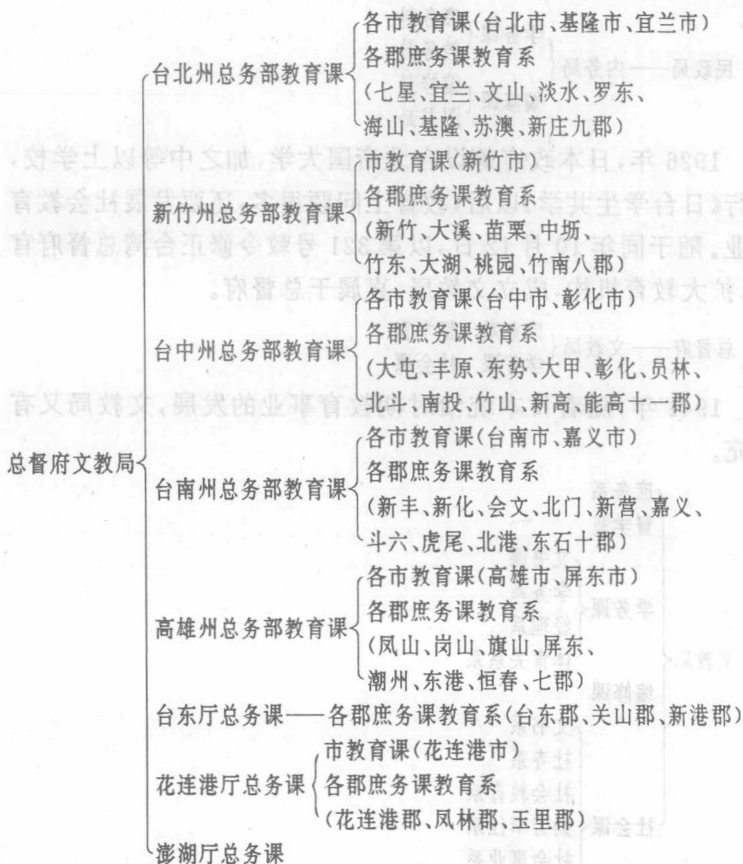 各市教育课(台北市、基隆市、宜兰市)
台北州总务部教育课
各郡庶务课教育系
(七星、宜兰、文山、淡水、罗东、
海山、基隆、苏澳、新庄九郡)
市教育课(新竹市)
新竹州总务部教育课
各郡庶务课教育系
(新竹、大溪、苗栗、中坜、
竹东、大湖、桃园、竹南八郡)
各市教育课(台中市、彰化市)
台中州总务部教育课
各郡庶务课教育系
(大屯、丰原、东势、大甲、彰化、员林、
北斗、南投、竹山、新高、能高十一郡)
总督府文教局
各市教育课(台南市、嘉义市)
台南州总务部教育课
各郡庶务课教育系
(新丰、新化、会文、北门、新营、嘉义、
斗六、虎尾、北港、东石十郡)
各市教育课(高雄市、屏东市)
高雄州总务部教育课
各郡庶务课教育系
(凤山、岗山、旗山、屏东、
潮州、东港、恒春、七郡)
台东厅总务课——各郡庶务课教育系(台东郡、关山郡、新港郡)
市教育课(花连港市)
花连港厅总务课
各郡庶务课教育系
(花连港郡、凤林郡、玉里郡)
澎湖厅总务课